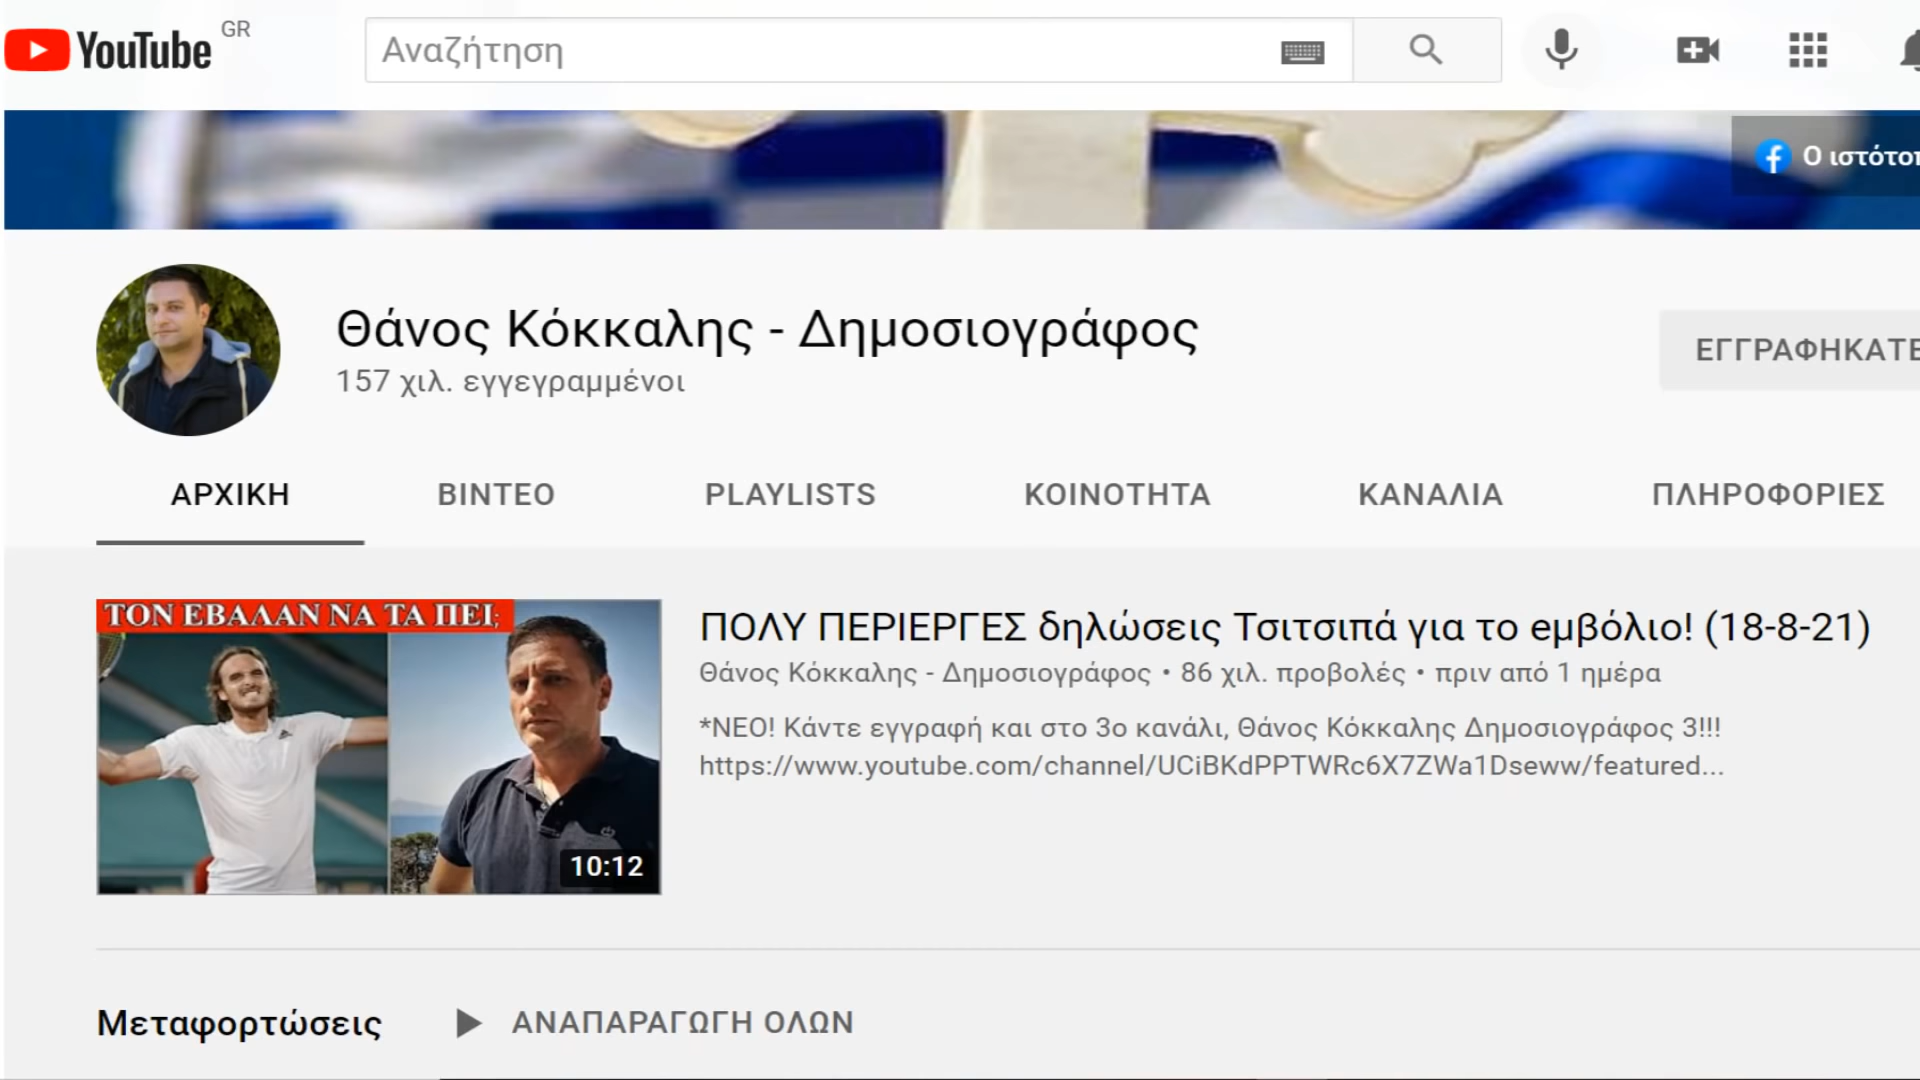 YouTube GR
Αναζήτηση
Ο ιστότοπ
Θάνος Κόκκαλης - Δημοσιογράφος
157 χιλ. εγγεγραμμένοι
ΕΓΓΡΑΦΗΚΑΤΕ
ΑΡΧΙΚΗ ΒΙΝΤΕΟ PLAYLISTS ΚΟΙΝΟΤΗΤΑ ΚΑΝΑΛΙΑ ΠΛΗΡΟΦΟΡΙΕΣ
ΤΟΝ ΕΒΑΛΑΝ ΝΑ ΤΑ ΠΕΙ;
10:12
ΠΟΛΥ ΠΕΡΙΕΡΓΕΣ δηλώσεις Τσιτσιπά για το εμβόλιο! (18-8-21)
Θάνος Κόκκαλης - Δημοσιογράφος • 86 χιλ. προβολές • πριν από 1 ημέρα
*ΝΕΟ! Κάντε εγγραφή και στο 3ο κανάλι, Θάνος Κόκκαλης Δημοσιογράφος 3!!!
https://www.youtube.com/channel/UCiBKdPPTWRc6X7ZWa1Dseww/featured...
Μεταφορτώσεις ΑΝΑΠΑΡΑΓΩΓΗ ΟΛΩΝ